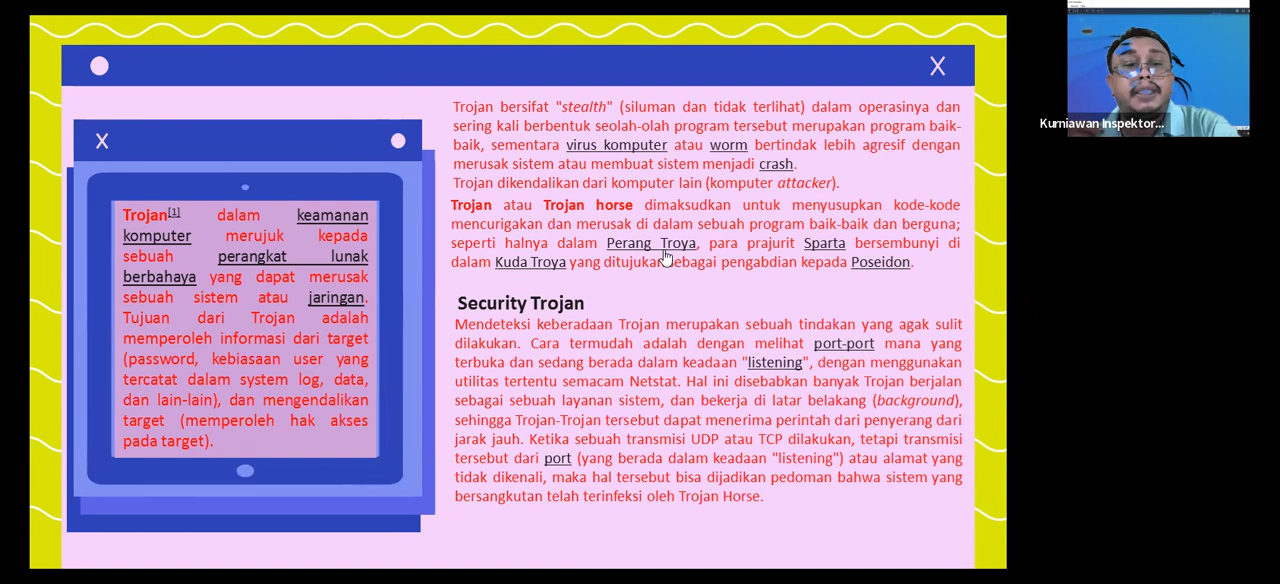 X
X
Trojan[1] dalam keamanan
komputer merujuk kepada
sebuah perangkat lunak
berbahaya yang dapat merusak
sebuah sistem atau jaringan.
Tujuan dari Trojan adalah
memperoleh informasi dari target
(password, kebiasaan user yang
tercatat dalam system log, data,
dan lain-lain), dan mengendalikan
target (memperoleh hak akses
pada target).
Trojan bersifat "stealth" (siluman dan tidak terlihat) dalam operasinya dan
sering kali berbentuk seolah-olah program tersebut merupakan program baik-
baik, sementara virus komputer atau worm bertindak lebih agresif dengan
merusak sistem atau membuat sistem menjadi crash.
Trojan dikendalikan dari komputer lain (komputer attacker).
Trojan atau Trojan horse dimaksudkan untuk menyusupkan kode-kode
mencurigakan dan merusak di dalam sebuah program baik-baik dan berguna;
seperti halnya dalam Perang Troya, para prajurit Sparta bersembunyi di
dalam Kuda Troya yang ditujukan sebagai pengabdian kepada Poseidon.
Security Trojan
Mendeteksi keberadaan Trojan merupakan sebuah tindakan yang agak sulit
dilakukan. Cara termudah adalah dengan melihat port-port mana yang
terbuka dan sedang berada dalam keadaan "listening", dengan menggunakan
utilitas tertentu semacam Netstat. Hal ini disebabkan banyak Trojan berjalan
sebagai sebuah layanan sistem, dan bekerja di latar belakang (background),
sehingga Trojan-Trojan tersebut dapat menerima perintah dari penyerang dari
jarak jauh. Ketika sebuah transmisi UDP atau TCP dilakukan, tetapi transmisi
tersebut dari port (yang berada dalam keadaan "listening") atau alamat yang
tidak dikenali, maka hal tersebut bisa dijadikan pedoman bahwa sistem yang
bersangkutan telah terinfeksi oleh Trojan Horse.
Kurniawan Inspektor...